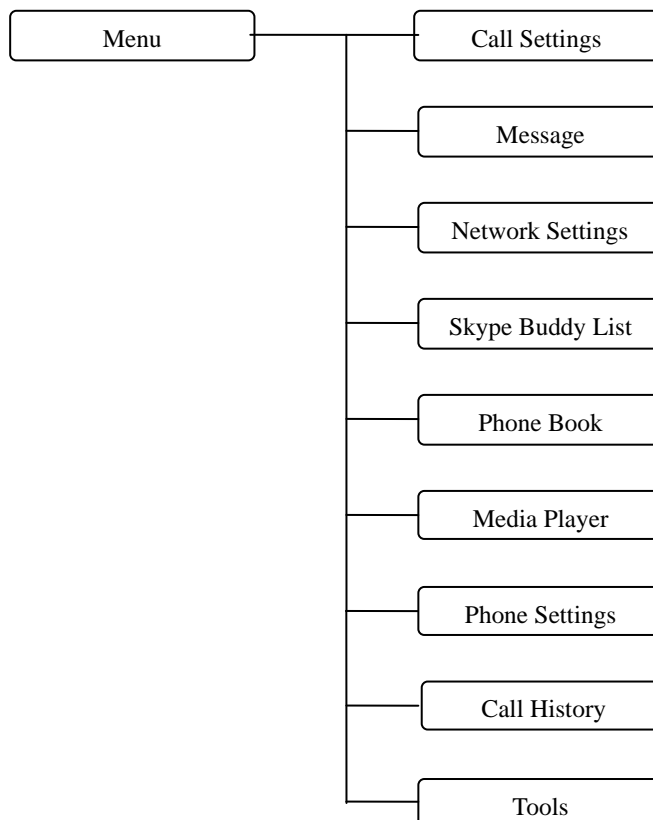 Menu
Call Settings
Message
Network Settings
Skype Buddy List
Phone Book
Media Player
Phone Settings
Call History
Tools